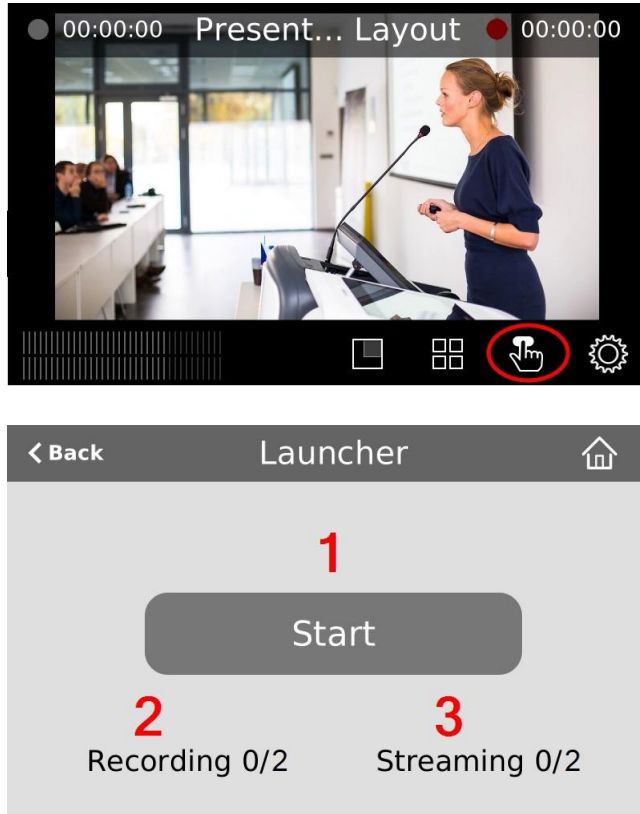 00:00:00 Present... Layout 00:00:00
Back Launcher
1
Start
2 3
Recording 0/2 Streaming 0/2